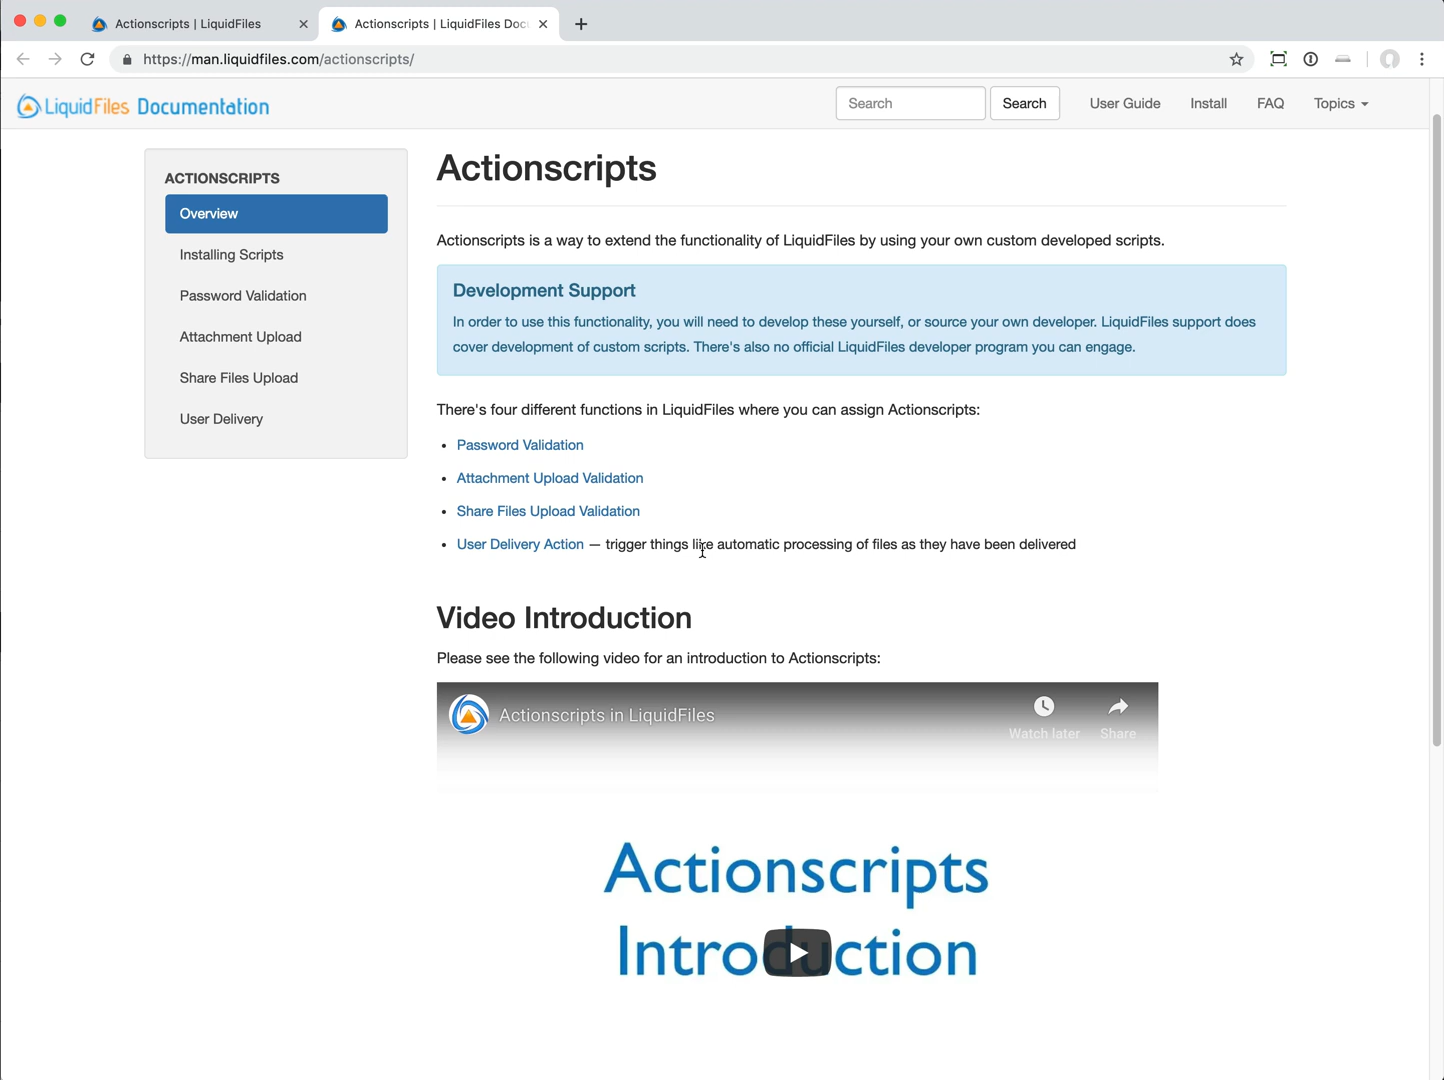 Actionscripts | LiquidFiles
Actionscripts | LiquidFiles Doc
https://man.liquidfiles.com/actionscripts/
LiquidFiles Documentation
Search
Search
User Guide
Install
FAQ
Topics
ACTIONSCRIPTS
Overview
Installing Scripts
Password Validation
Attachment Upload
Share Files Upload
User Delivery
Actionscripts
Actionscripts is a way to extend the functionality of LiquidFiles by using your own custom developed scripts.
Development Support
In order to use this functionality, you will need to develop these yourself, or source your own developer. LiquidFiles support does
cover development of custom scripts. There's also no official LiquidFiles developer program you can engage.
There's four different functions in LiquidFiles where you can assign Actionscripts:
• Password Validation
• Attachment Upload Validation
• Share Files Upload Validation
• User Delivery Action — trigger things like automatic processing of files as they have been delivered
Video Introduction
Please see the following video for an introduction to Actionscripts:
Actionscripts in LiquidFiles
Watch later
Share
Actionscripts
Introduction